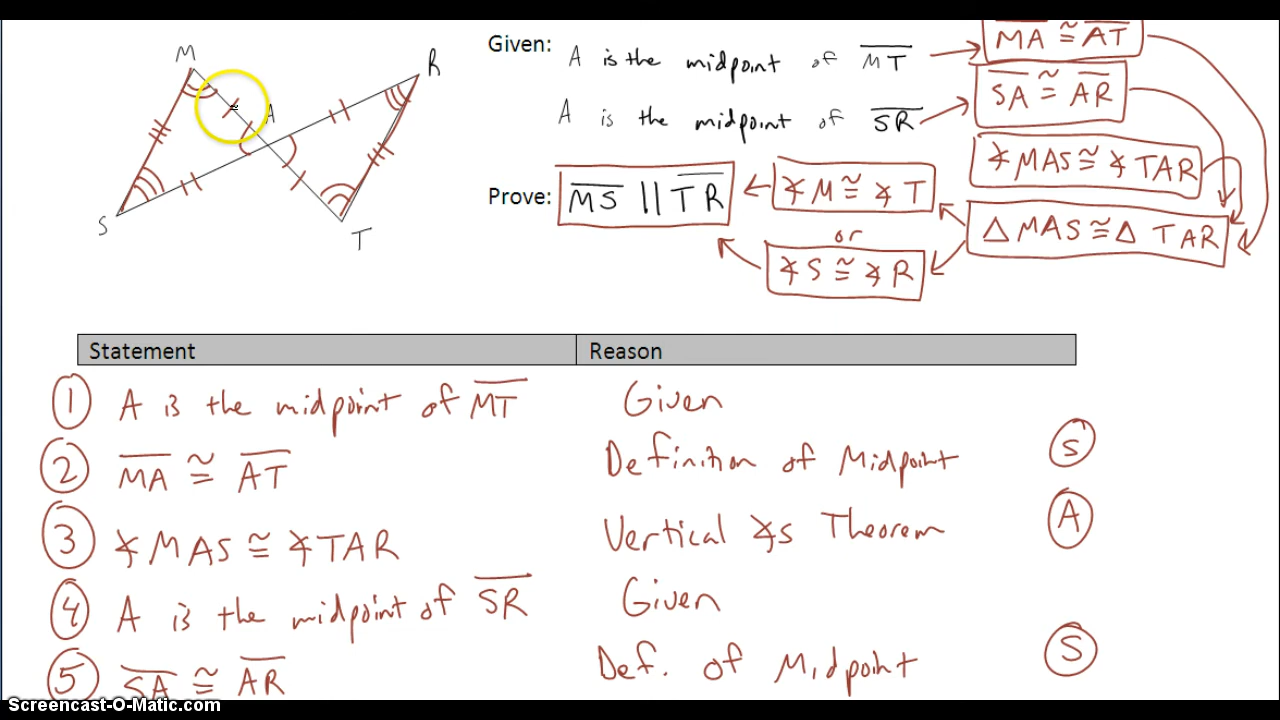 M
R
A
S
T
Given: A is the midpoint of MT
A is the midpoint of SR
Prove: MS || TR
MA ≅ AT
SA ≅ AR
∡MAS ≅ ∡TAR
△MAS ≅ △TAR
∡M ≅ ∡T
or
∡S ≅ ∡R
Statement Reason
① A is the midpoint of MT Given
② MA ≅ AT Definition of Midpoint Ⓢ
③ ∡MAS ≅ ∡TAR Vertical ∡s Theorem Ⓐ
④ A is the midpoint of SR Given
⑤ SA ≅ AR Def. of Midpoint Ⓢ
Screencast-O-Matic.com